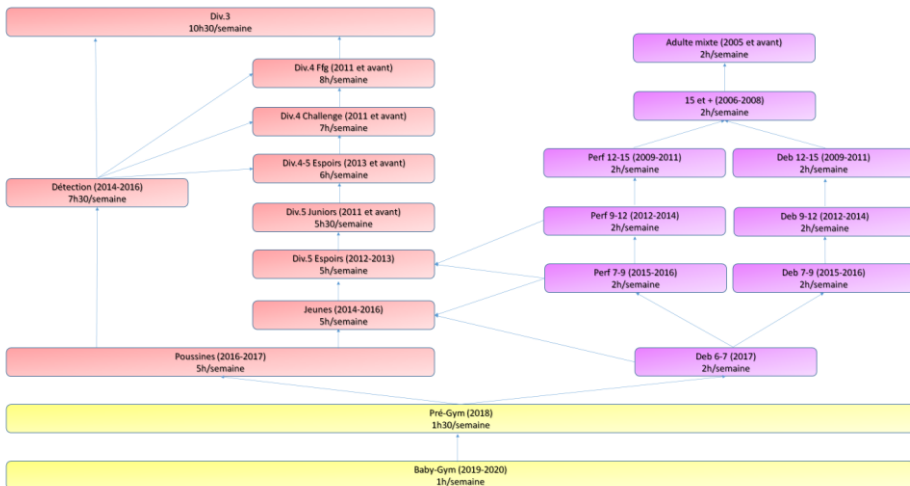 Div.3
10h30/semaine
Adulte mixte (2005 et avant)
2h/semaine
Div.4 Ffg (2011 et avant)
8h/semaine
15 et + (2006-2008)
2h/semaine
Div.4 Challenge (2011 et avant)
7h/semaine
Div.4-5 Espoirs (2013 et avant)
6h/semaine
Perf 12-15 (2009-2011)
2h/semaine
Deb 12-15 (2009-2011)
2h/semaine
Détection (2014-2016)
7h30/semaine
Div.5 Juniors (2011 et avant)
5h30/semaine
Perf 9-12 (2012-2014)
2h/semaine
Deb 9-12 (2012-2014)
2h/semaine
Div.5 Espoirs (2012-2013)
5h/semaine
Perf 7-9 (2015-2016)
2h/semaine
Deb 7-9 (2015-2016)
2h/semaine
Jeunes (2014-2016)
5h/semaine
Poussines (2016-2017)
5h/semaine
Deb 6-7 (2017)
2h/semaine
Pré-Gym (2018)
1h30/semaine
Baby-Gym (2019-2020)
1h/semaine